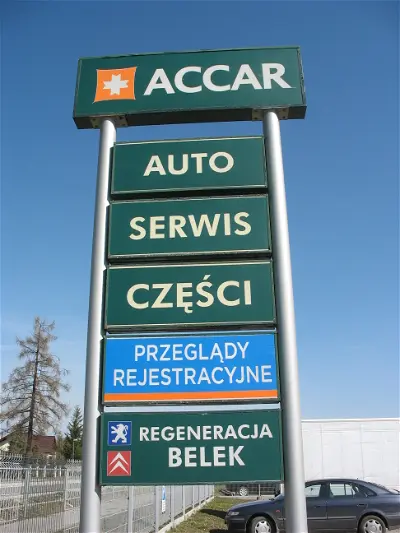 ACCAR
AUTO
SERWIS
CZĘŚCI
PRZEGLĄDY
REJESTRACYJNE
REGENERACJA
BELEK